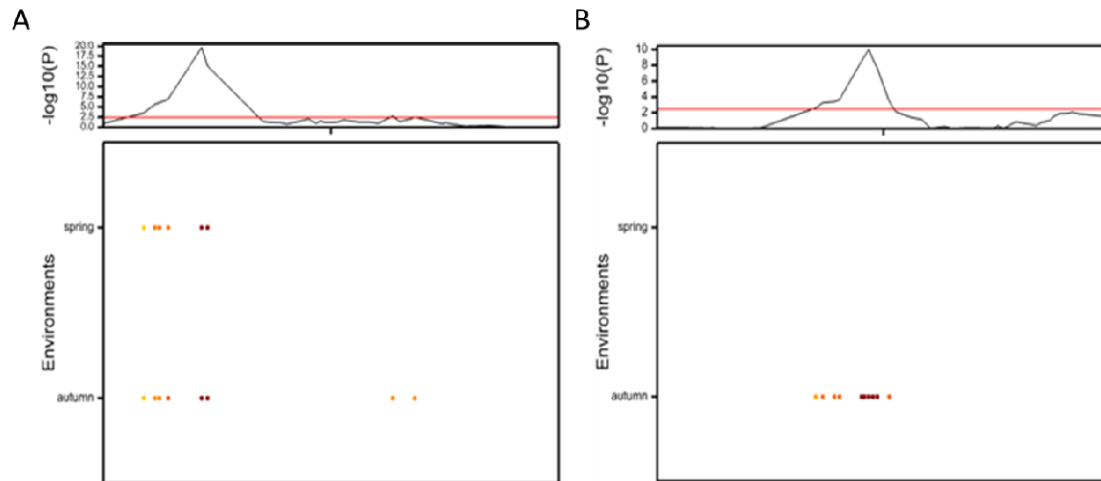 A
-log10(P)
20.0
17.5
15.0
12.5
10.0
7.5
5.0
2.5
0.0
Environments
spring
autumn
B
-log10(P)
10
8
6
4
2
0
Environments
spring
autumn